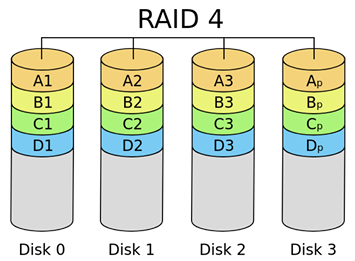 RAID 4
A1 A2 A3 Ap
B1 B2 B3 Bp
C1 C2 C3 Cp
D1 D2 D3 Dp
Disk 0 Disk 1 Disk 2 Disk 3